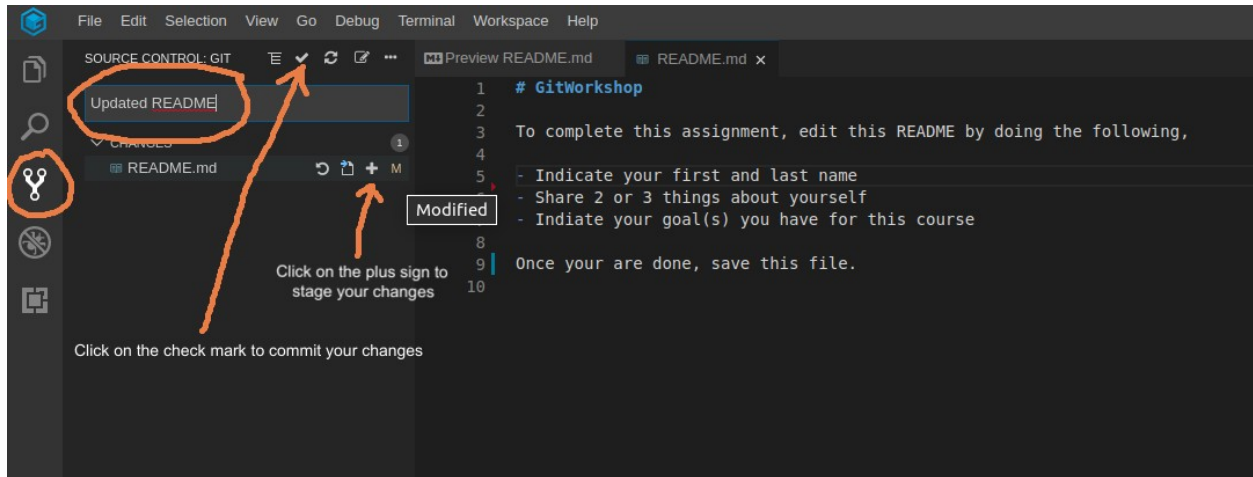 File Edit Selection View Go Debug Terminal Workspace Help
SOURCE CONTROL: GIT
Updated README
CHANGES 1
README.md M
Modified
Click on the plus sign to
stage your changes
Click on the check mark to commit your changes
Preview README.md README.md
1 # GitWorkshop
2
3 To complete this assignment, edit this README by doing the following,
4
5 - Indicate your first and last name
- Share 2 or 3 things about yourself
- Indiate your goal(s) you have for this course
8
9 Once your are done, save this file.
10